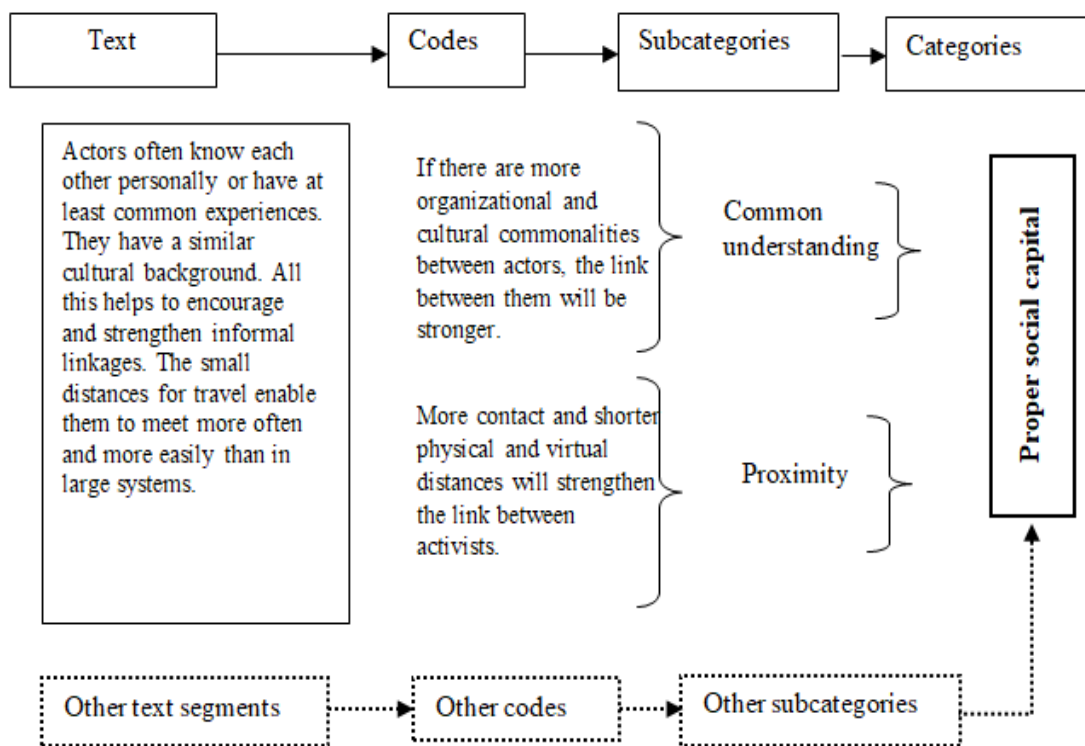 Text
Codes
Subcategories
Categories
Actors often know each
other personally or have at
least common experiences.
They have a similar
cultural background. All
this helps to encourage
and strengthen informal
linkages. The small
distances for travel enable
them to meet more often
and more easily than in
large systems.
If there are more
organizational and
cultural commonalities
between actors, the link
between them will be
stronger.
Common
understanding
More contact and shorter
physical and virtual
distances will strengthen
the link between
activists.
Proximity
Proper social capital
Other text segments
Other codes
Other subcategories